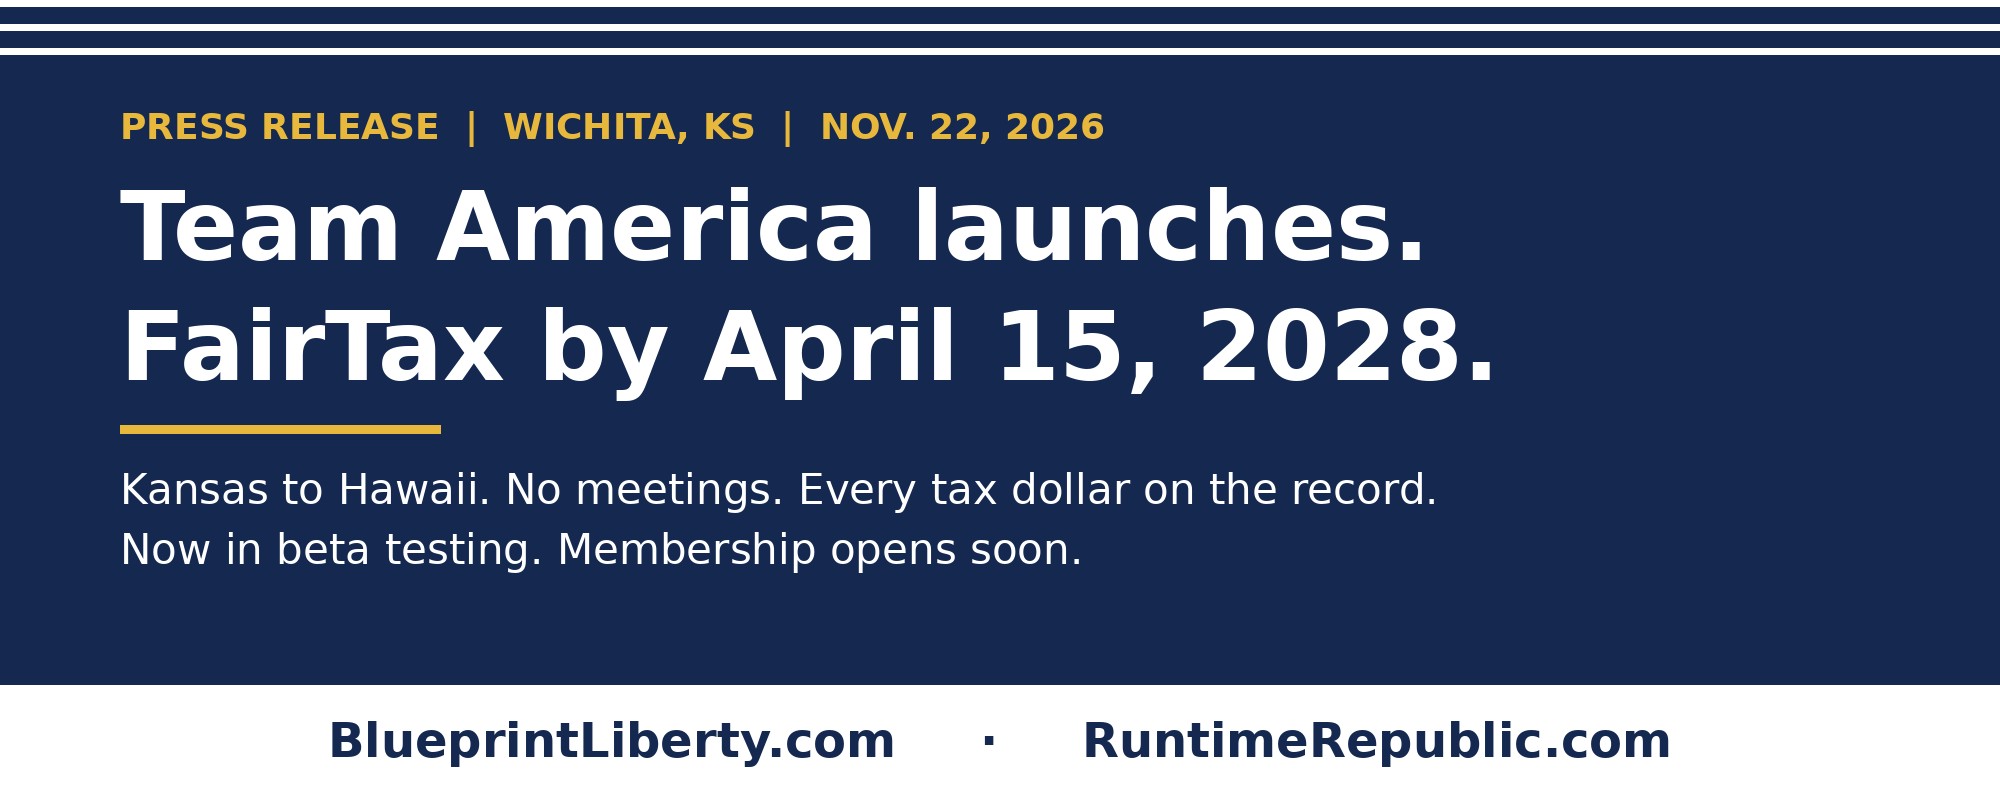 PRESS RELEASE | WICHITA, KS | NOV. 22, 2026
Team America launches.
FairTax by April 15, 2028.
Kansas to Hawaii. No meetings. Every tax dollar on the record.
Now in beta testing. Membership opens soon.
BlueprintLiberty.com · RuntimeRepublic.com